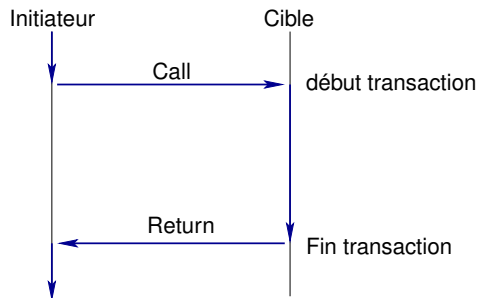 Initiateur
Cible
Call
début transaction
Return
Fin transaction